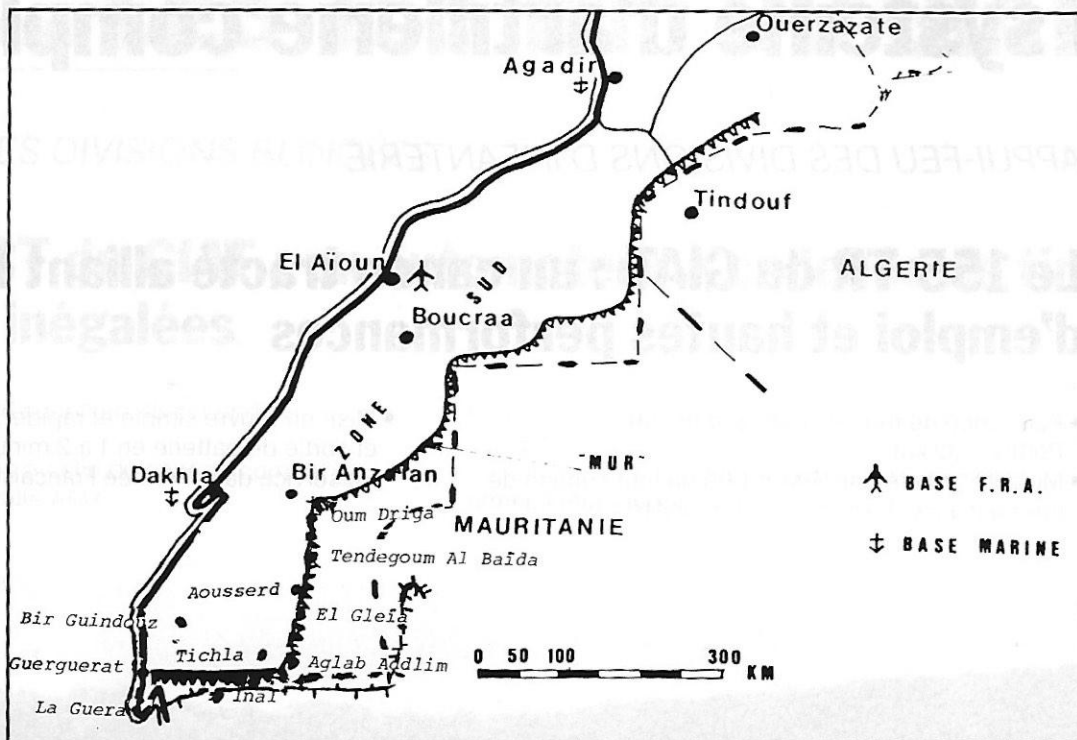 Ouerzazate
Agadir
Tindouf
El Aïoun
ALGERIE
SUD
Boucraa
ZONE
-MUR-
Dakhla
Bir Anzaran
BASE F.R.A.
Oum Driga
MAURITANIE
BASE MARINE
Tendegoum Al Baïda
Aousserd
El Gleïa
Bir Guindouz
Tichla
Aglab Addlim
Guerguerat
0 50 100 300
KM
Inal
La Guera